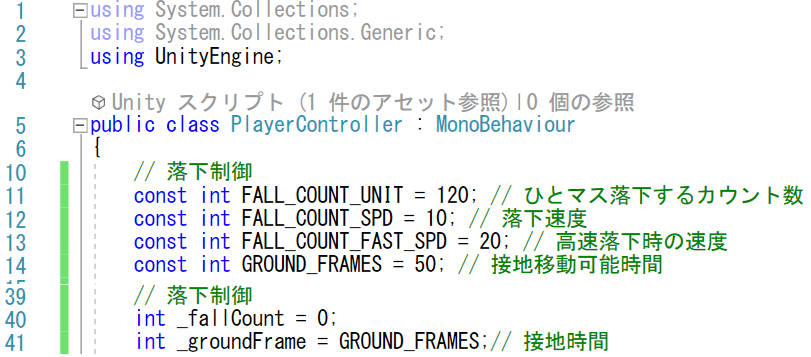 1 using System.Collections;
2 using System.Collections.Generic;
3 using UnityEngine;
4
Unity スクリプト (1 件のアセット参照)|0 個の参照
5 public class PlayerController : MonoBehaviour
6 {
10 // 落下制御
11 const int FALL_COUNT_UNIT = 120; // ひとマス落下するカウント数
12 const int FALL_COUNT_SPD = 10; // 落下速度
13 const int FALL_COUNT_FAST_SPD = 20; // 高速落下時の速度
14 const int GROUND_FRAMES = 50; // 接地移動可能時間
39 // 落下制御
40 int _fallCount = 0;
41 int _groundFrame = GROUND_FRAMES;// 接地時間